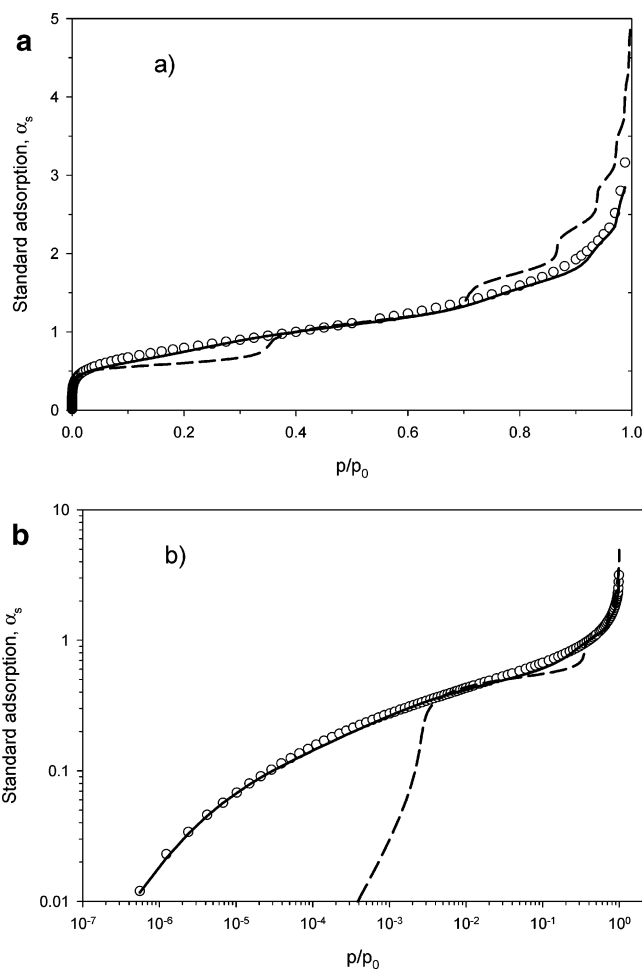 a
a)
5
4
3
2
1
0
Standard adsorption, αs
0.0 0.2 0.4 0.6 0.8 1.0
p/p0
b
b)
10
1
0.1
0.01
Standard adsorption, αs
10-7 10-6 10-5 10-4 10-3 10-2 10-1 100
p/p0